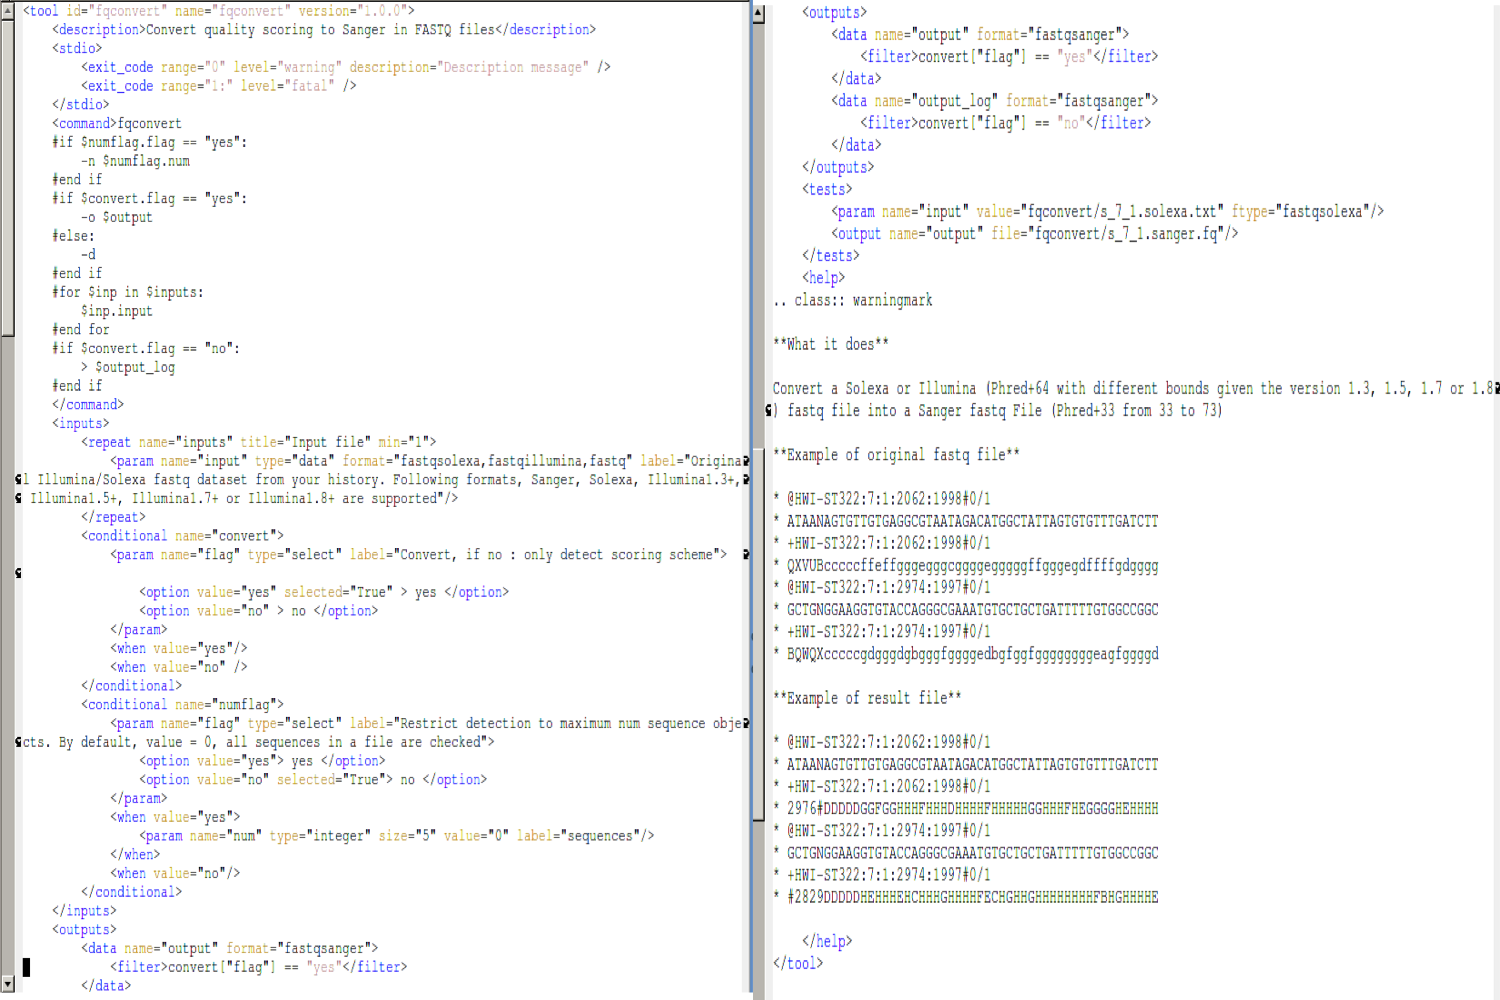 <tool id="fqconvert" name="fqconvert" version="1.0.0">
<description>Convert quality scoring to Sanger in FASTQ files</description>
<stdio>
<exit_code range="0" level="warning" description="Description message" />
<exit_code range="1:" level="fatal" />
</stdio>
<command>fqconvert
#if $numflag.flag == "yes":
-n $numflag.num
#end if
#if $convert.flag == "yes":
-o $output
#else:
-d
#end if
#for $inp in $inputs:
$inp.input
#end for
#if $convert.flag == "no":
> $output_log
#end if
</command>
<inputs>
<repeat name="inputs" title="Input file" min="1">
<param name="input" type="data" format="fastqsolexa,fastqillumina,fastq" label="Origina
l Illumina/Solexa fastq dataset from your history. Following formats, Sanger, Solexa, Illumina1.3+,
Illumina1.5+, Illumina1.7+ or Illumina1.8+ are supported"/>
</repeat>
<conditional name="convert">
<param name="flag" type="select" label="Convert, if no : only detect scoring scheme">
<option value="yes" selected="True" > yes </option>
<option value="no" > no </option>
</param>
<when value="yes"/>
<when value="no" />
</conditional>
<conditional name="numflag">
<param name="flag" type="select" label="Restrict detection to maximum num sequence obje
cts. By default, value = 0, all sequences in a file are checked">
<option value="yes"> yes </option>
<option value="no" selected="True"> no </option>
</param>
<when value="yes">
<param name="num" type="integer" size="5" value="0" label="sequences"/>
</when>
<when value="no"/>
</conditional>
</inputs>
<outputs>
<data name="output" format="fastqsanger">
<filter>convert["flag"] == "yes"</filter>
</data>
<outputs>
<data name="output" format="fastqsanger">
<filter>convert["flag"] == "yes"</filter>
</data>
<data name="output_log" format="fastqsanger">
<filter>convert["flag"] == "no"</filter>
</data>
</outputs>
<tests>
<param name="input" value="fqconvert/s_7_1.solexa.txt" ftype="fastqsolexa"/>
<output name="output" file="fqconvert/s_7_1.sanger.fq"/>
</tests>
<help>
.. class:: warningmark
**What it does**
Convert a Solexa or Illumina (Phred+64 with different bounds given the version 1.3, 1.5, 1.7 or 1.8
) fastq file into a Sanger fastq File (Phred+33 from 33 to 73)
**Example of original fastq file**
* @HWI-ST322:7:1:2062:1998#0/1
* ATAANAGTGTTGTGAGGCGTAATAGACATGGCTATTAGTGTGTTTGATCTT
* +HWI-ST322:7:1:2062:1998#0/1
* QXVUBcccccffeffgggegggcggggegggggffgggegdffffgdgggg
* @HWI-ST322:7:1:2974:1997#0/1
* GCTGNGGAAGGTGTACCAGGGCGAAATGTGCTGCTGATTTTTGTGGCCGGC
* +HWI-ST322:7:1:2974:1997#0/1
* BQWQXcccccgdgggdgbgggfggggedbgfggfggggggggeagfggggd
**Example of result file**
* @HWI-ST322:7:1:2062:1998#0/1
* ATAANAGTGTTGTGAGGCGTAATAGACATGGCTATTAGTGTGTTTGATCTT
* +HWI-ST322:7:1:2062:1998#0/1
* 2976#DDDDDGGFGGHHHFHHHDHHHHFHHHHHGGHHHFHEGGGGHEHHHH
* @HWI-ST322:7:1:2974:1997#0/1
* GCTGNGGAAGGTGTACCAGGGCGAAATGTGCTGCTGATTTTTGTGGCCGGC
* +HWI-ST322:7:1:2974:1997#0/1
* #2829DDDDDHEHHHEHCHHHGHHHHFECHGHHGHHHHHHHHFBHGHHHHE
</help>
</tool>